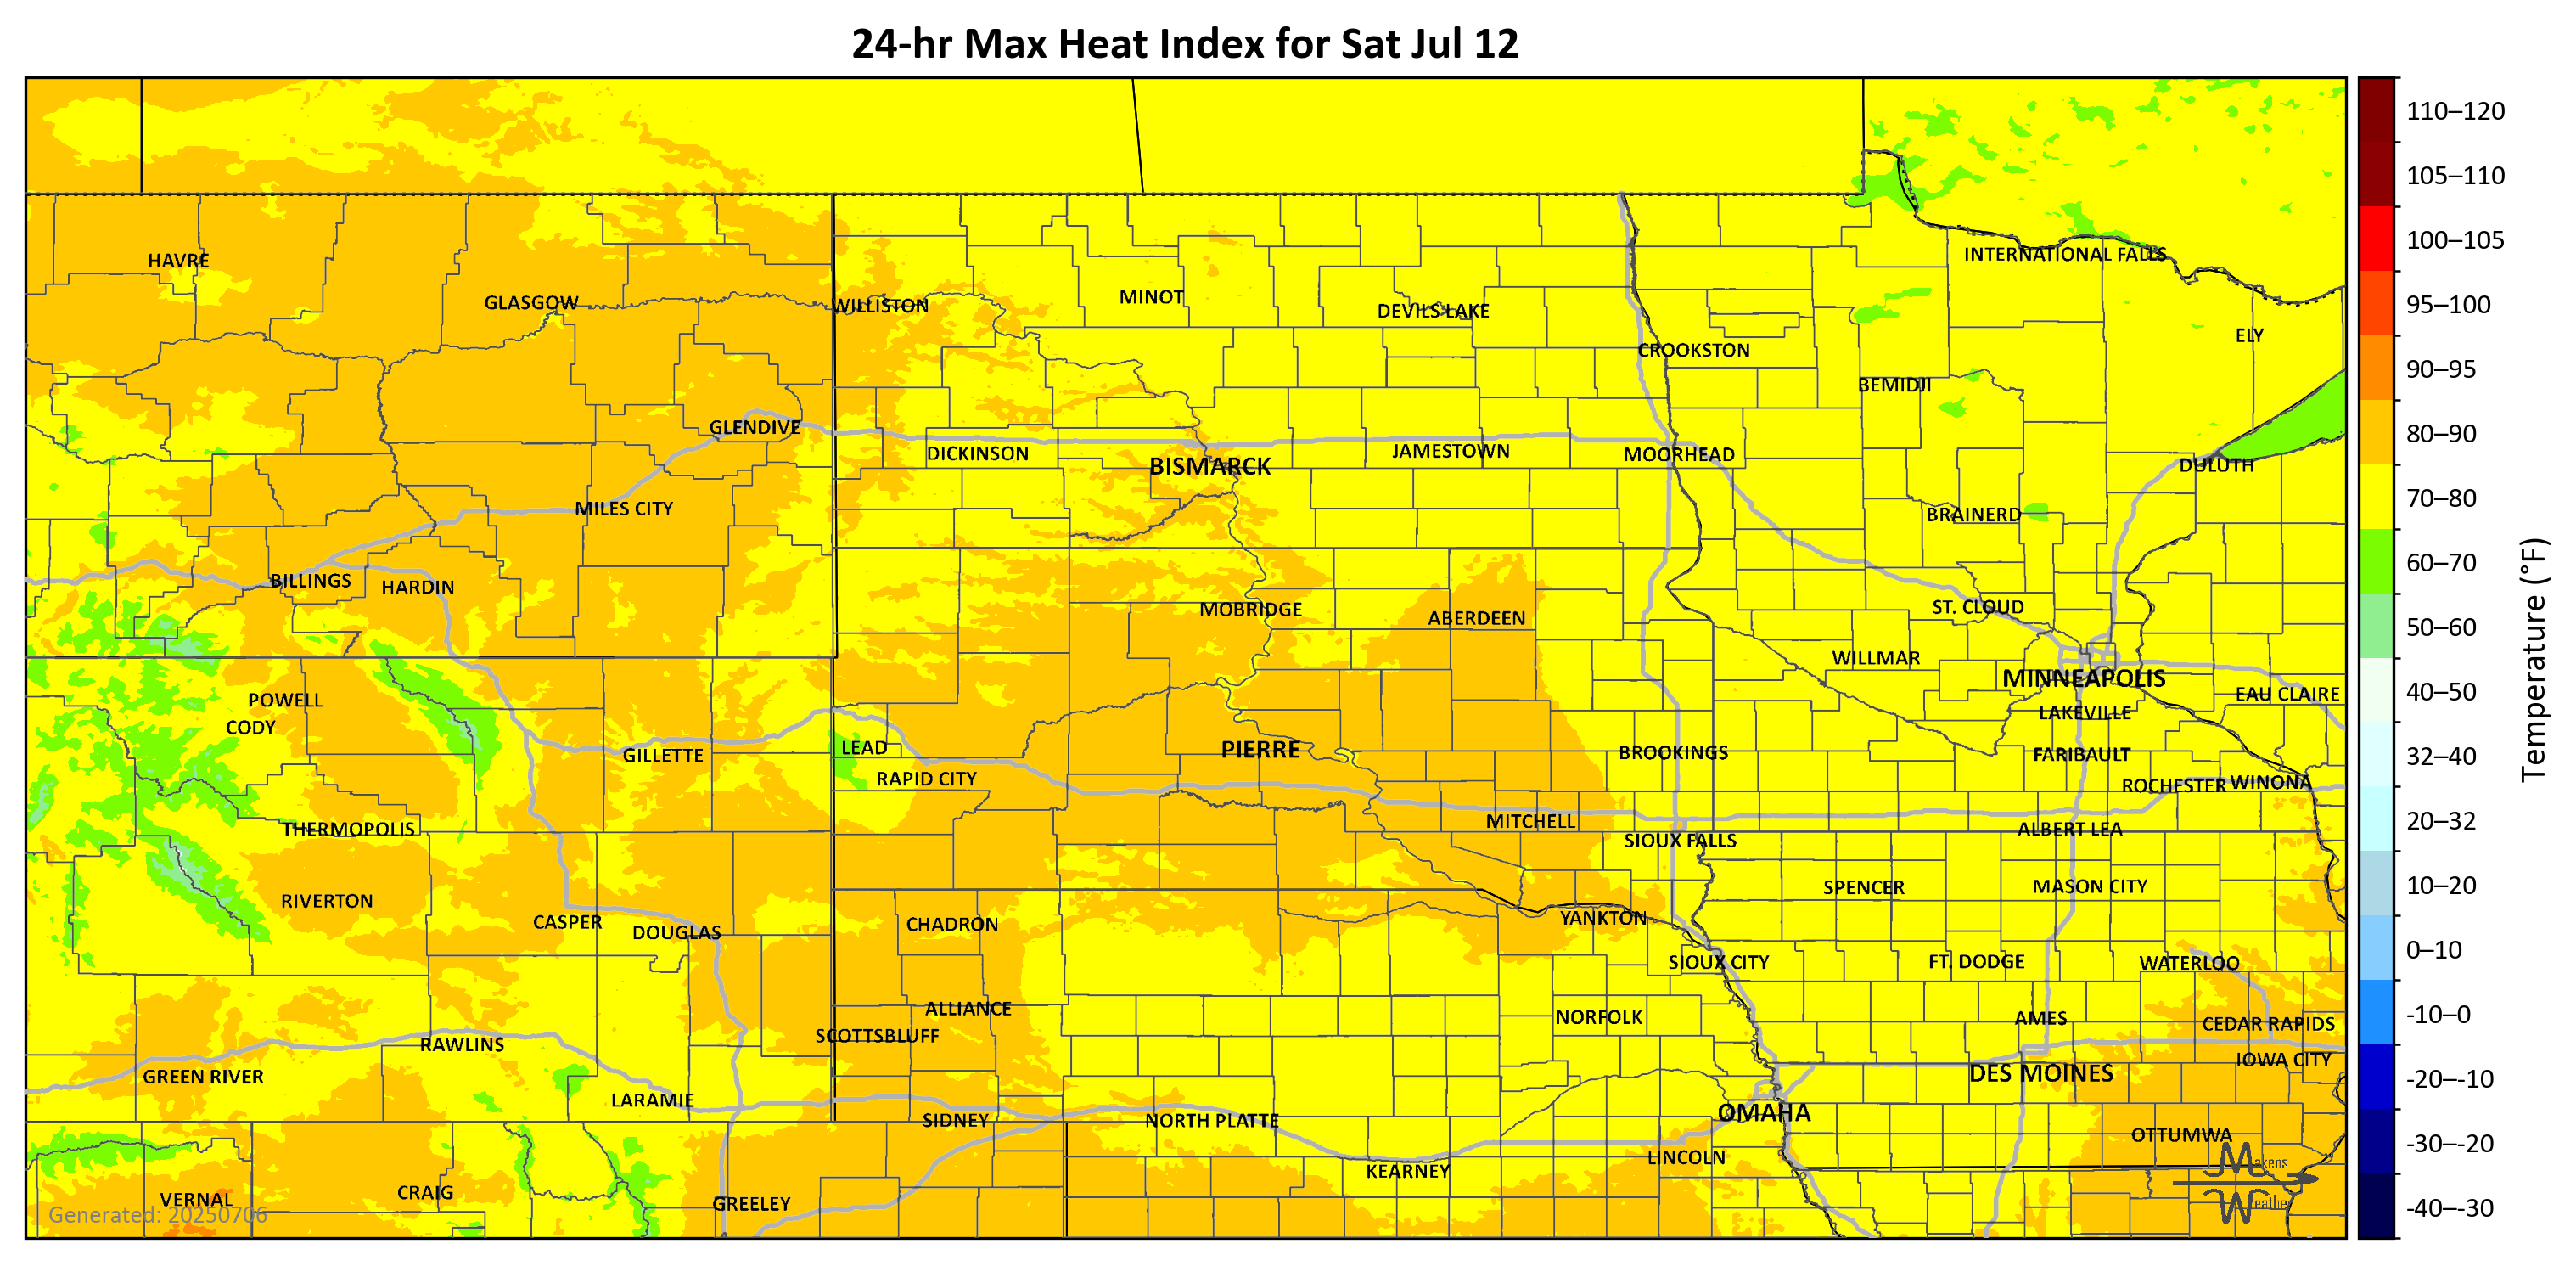 24-hr Max Heat Index for Sat Jul 12
110–120
105–110
100–105
95–100
90–95
80–90
70–80
60–70
50–60
40–50
32–40
20–32
10–20
0–10
-10–0
-20–-10
-30–-20
-40–-30
Temperature (°F)
HAVRE
GLASGOW
WILLISTON
MINOT
DEVILS LAKE
INTERNATIONAL FALLS
ELY
CROOKSTON
BEMIDJI
GLENDIVE
DICKINSON
BISMARCK
JAMESTOWN
MOORHEAD
DULUTH
MILES CITY
BRAINERD
BILLINGS
HARDIN
MOBRIDGE
ABERDEEN
ST. CLOUD
WILLMAR
MINNEAPOLIS
EAU CLAIRE
POWELL
CODY
LAKEVILLE
GILLETTE
LEAD
PIERRE
BROOKINGS
FARIBAULT
RAPID CITY
ROCHESTER
WINONA
THERMOPOLIS
MITCHELL
SIOUX FALLS
ALBERT LEA
RIVERTON
SPENCER
MASON CITY
CASPER
DOUGLAS
CHADRON
YANKTON
SIOUX CITY
FT. DODGE
WATERLOO
ALLIANCE
NORFOLK
AMES
CEDAR RAPIDS
SCOTTSBLUFF
RAWLINS
IOWA CITY
GREEN RIVER
DES MOINES
LARAMIE
OMAHA
SIDNEY
NORTH PLATTE
OTTUMWA
LINCOLN
KEARNEY
VERNAL
CRAIG
GREELEY
Generated: 20250706
Makens
Weather